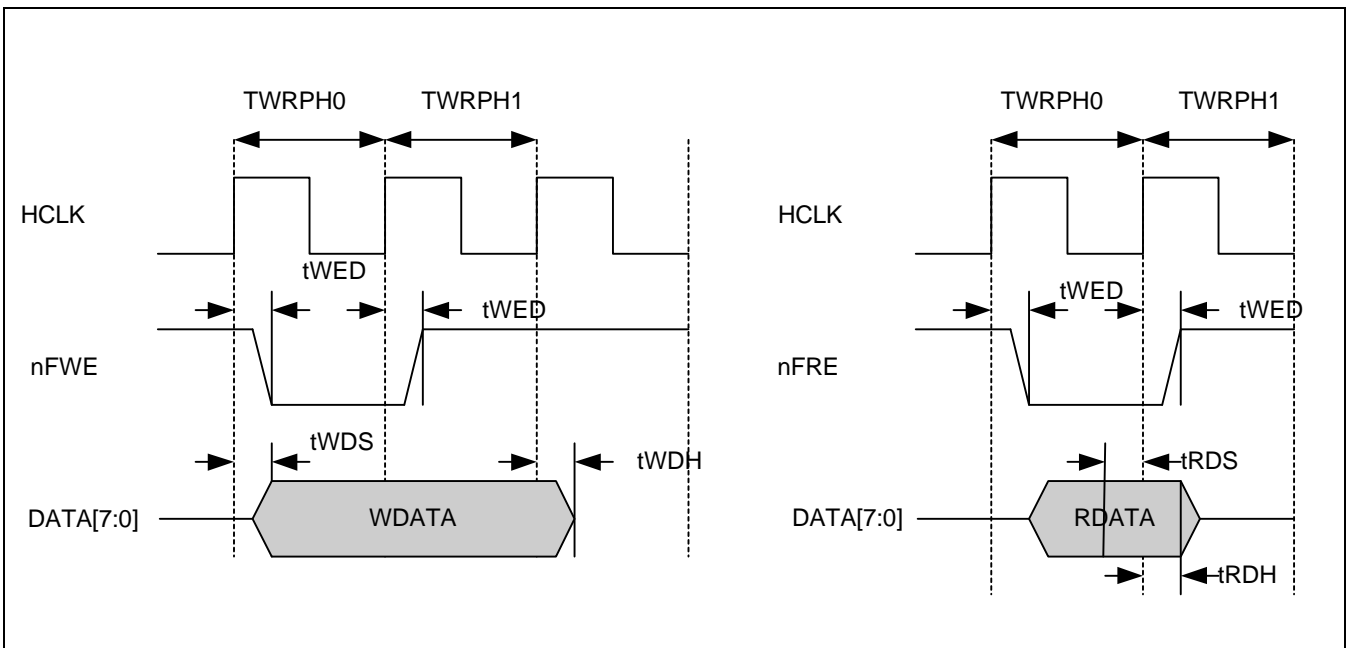 TWRPH0 TWRPH1 TWRPH0 TWRPH1
HCLK HCLK
tWED tWED
tWED tWED
nFWE nFRE
tWDS tWDH tRDS
DATA[7:0] WDATA DATA[7:0] RDATA
tRDH